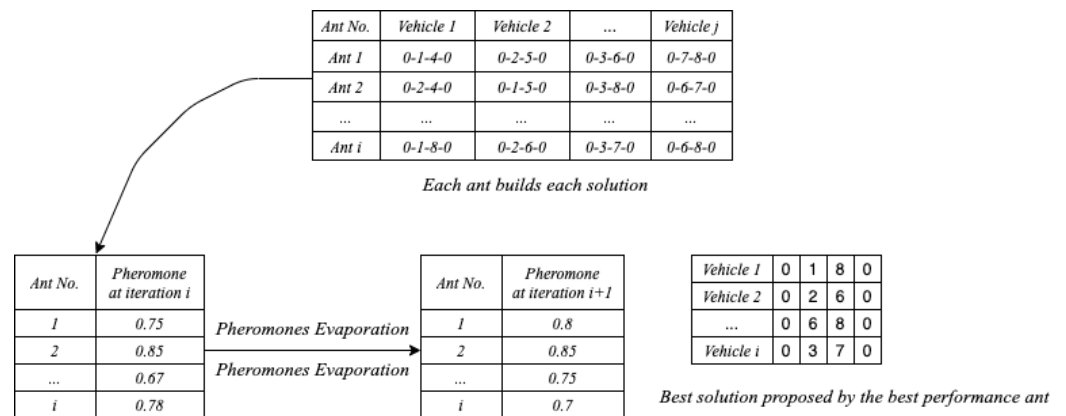 Ant No. Vehicle 1 Vehicle 2 ... Vehicle j
Ant 1 0-1-4-0 0-2-5-0 0-3-6-0 0-7-8-0
Ant 2 0-2-4-0 0-1-5-0 0-3-8-0 0-6-7-0
... ... ... ... ...
Ant i 0-1-8-0 0-2-6-0 0-3-7-0 0-6-8-0
Each ant builds each solution
Ant No. Pheromone
at iteration i
1 0.75
2 0.85
... 0.67
i 0.78
Pheromones Evaporation
Pheromones Evaporation
Ant No. Pheromone
at iteration i+1
1 0.8
2 0.85
... 0.75
i 0.7
Vehicle 1 0 1 8 0
Vehicle 2 0 2 6 0
... 0 6 8 0
Vehicle i 0 3 7 0
Best solution proposed by the best performance ant